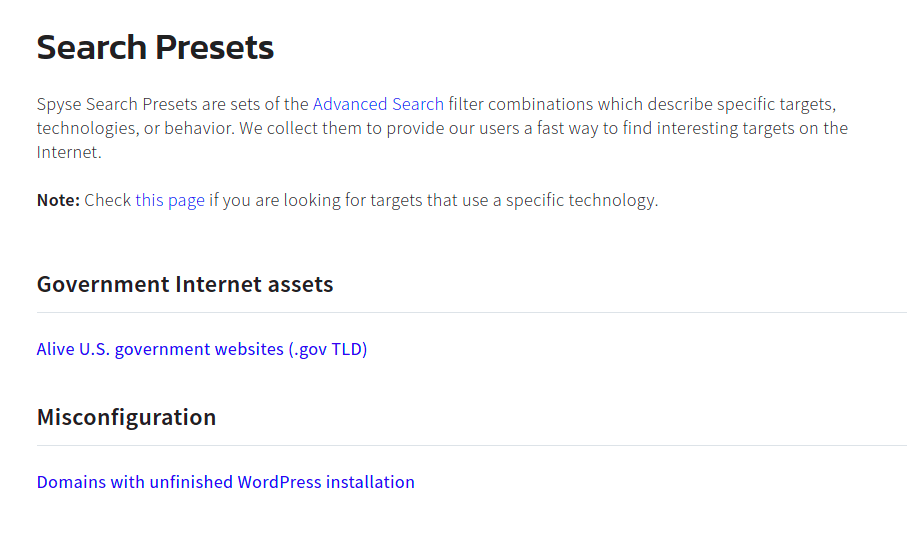 Search Presets
Spyse Search Presets are sets of the Advanced Search filter combinations which describe specific targets,
technologies, or behavior. We collect them to provide our users a fast way to find interesting targets on the
Internet.
Note: Check this page if you are looking for targets that use a specific technology.
Government Internet assets
Alive U.S. government websites (.gov TLD)
Misconfiguration
Domains with unfinished WordPress installation